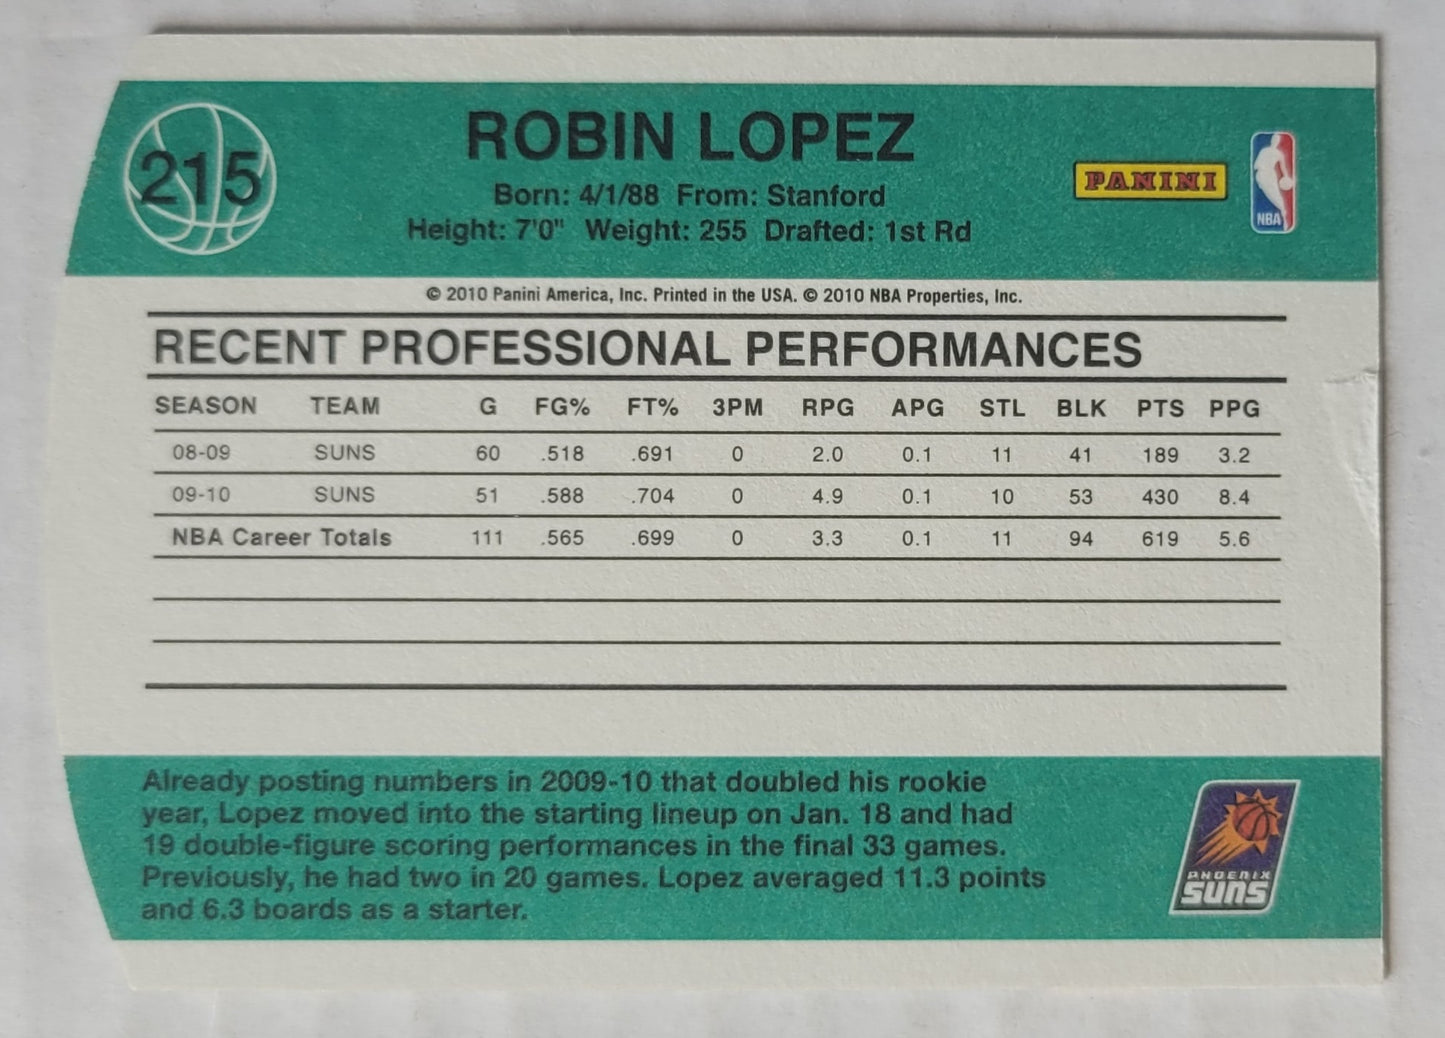 215
ROBIN LOPEZ
Born: 4/1/88 From: Stanford
Height: 7'0" Weight: 255 Drafted: 1st Rd
PANINI
NBA
© 2010 Panini America, Inc. Printed in the USA. © 2010 NBA Properties, Inc.
RECENT PROFESSIONAL PERFORMANCES
SEASON TEAM G FG% FT% 3PM RPG APG STL BLK PTS PPG
08-09 SUNS 60 .518 .691 0 2.0 0.1 11 41 189 3.2
09-10 SUNS 51 .588 .704 0 4.9 0.1 10 53 430 8.4
NBA Career Totals 111 .565 .699 0 3.3 0.1 11 94 619 5.6
Already posting numbers in 2009-10 that doubled his rookie
year, Lopez moved into the starting lineup on Jan. 18 and had
19 double-figure scoring performances in the final 33 games.
Previously, he had two in 20 games. Lopez averaged 11.3 points
and 6.3 boards as a starter.
PHOENIX
SUNS